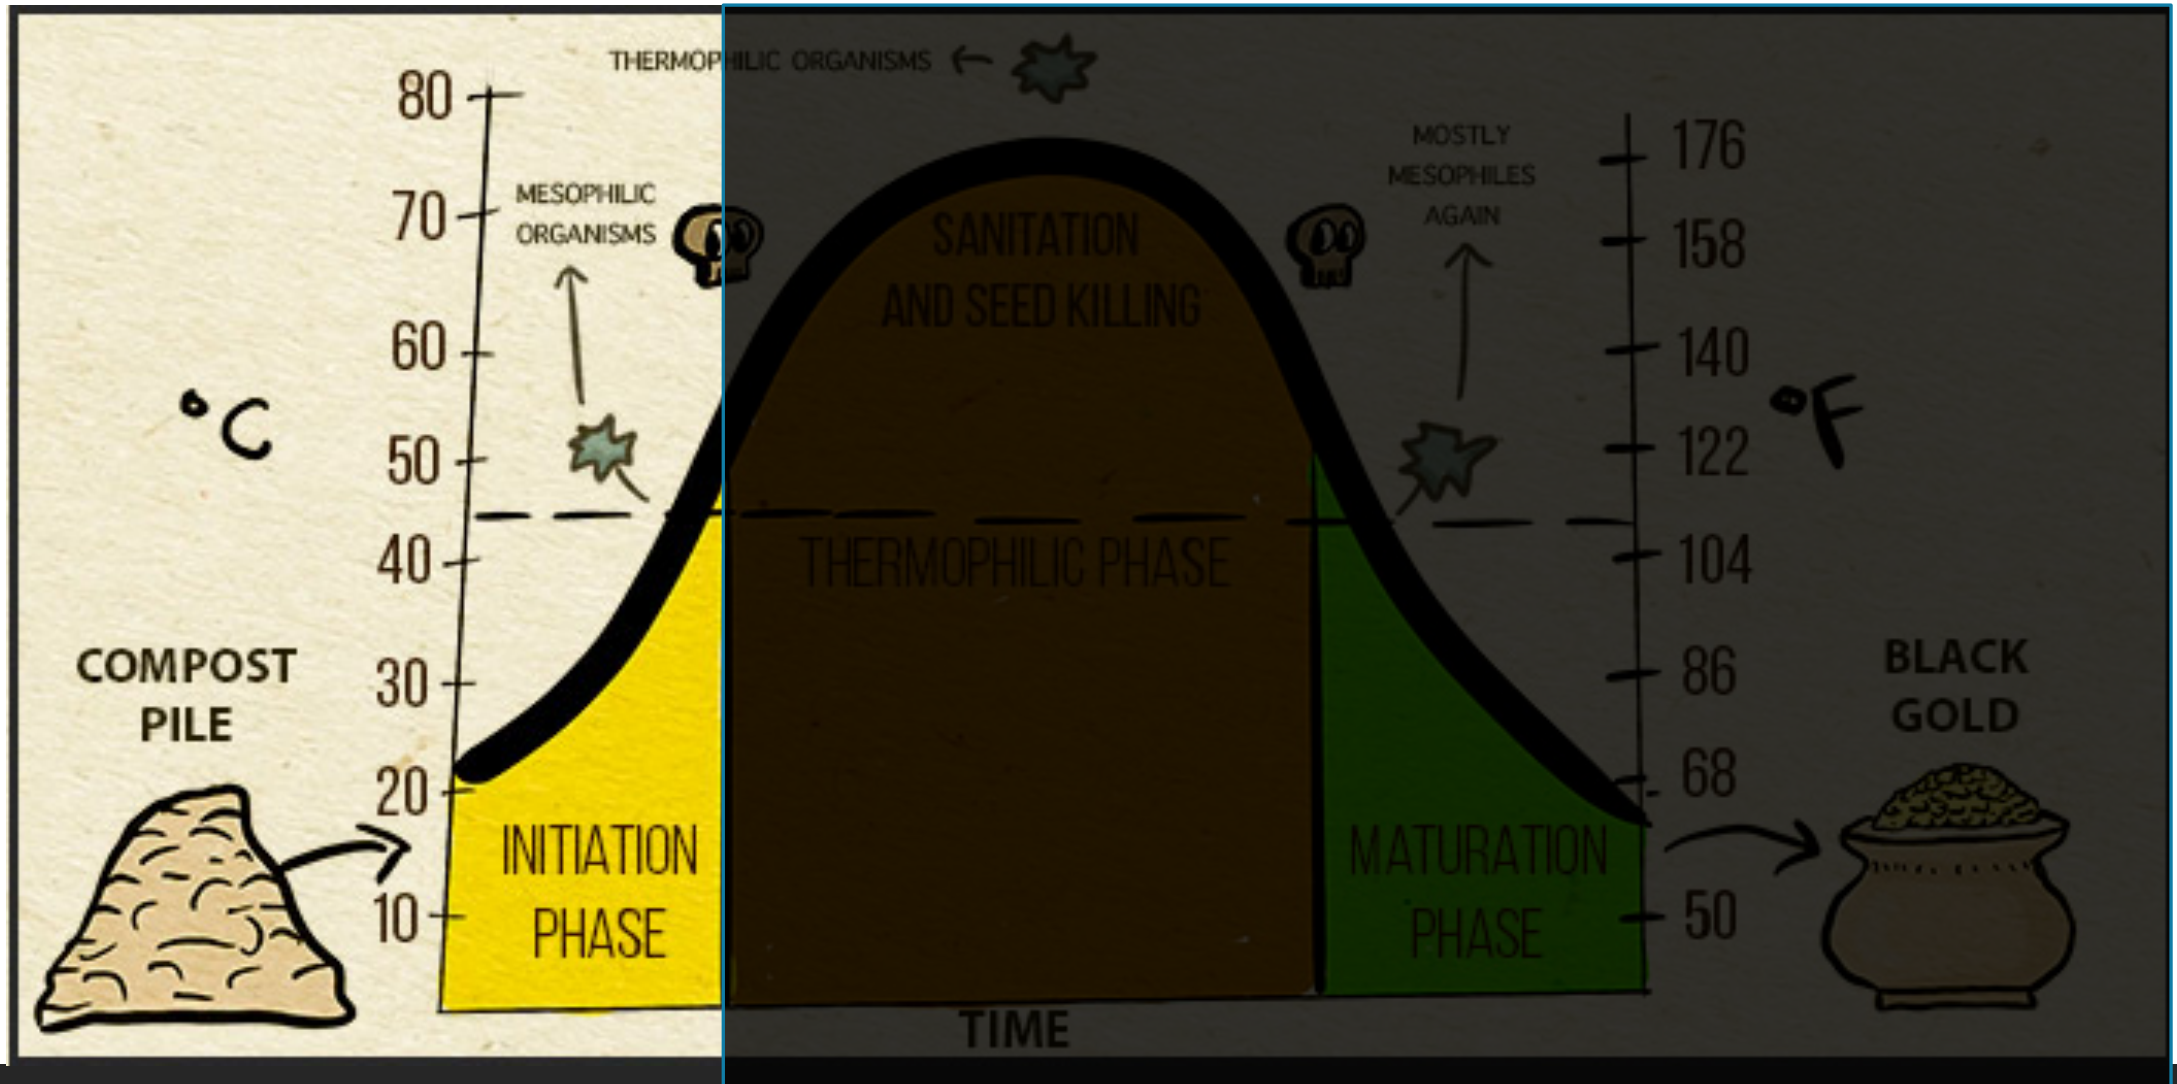 THERMOPHILIC ORGANISMS
80
70
60
50
40
30
20
10
°C
MESOPHILIC
ORGANISMS
COMPOST
PILE
INITIATION
PHASE
SANITATION
AND SEED KILLING
THERMOPHILIC PHASE
MOSTLY
MESOPHILES
AGAIN
MATURATION
PHASE
176
158
140
122
104
86
68
50
°F
BLACK
GOLD
TIME